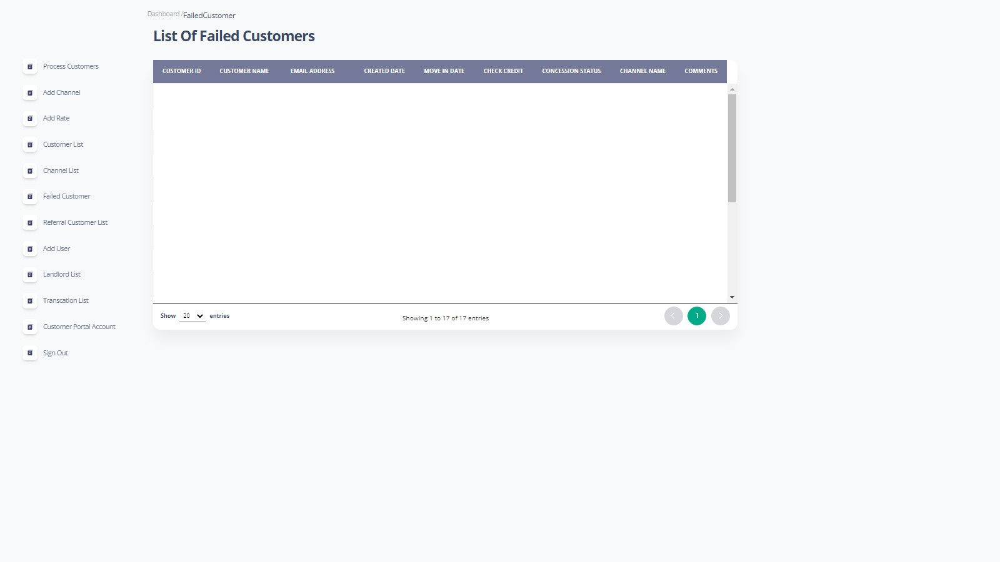 Dashboard /FailedCustomer
List Of Failed Customers
Process Customers
Add Channel
Add Rate
Customer List
Channel List
Failed Customer
Referral Customer List
Add User
Landlord List
Transcation List
Customer Portal Account
Sign Out
CUSTOMER ID CUSTOMER NAME EMAIL ADDRESS CREATED DATE MOVE IN DATE CHECK CREDIT CONCESSION STATUS CHANNEL NAME COMMENTS
Show 20 entries Showing 1 to 17 of 17 entries 1